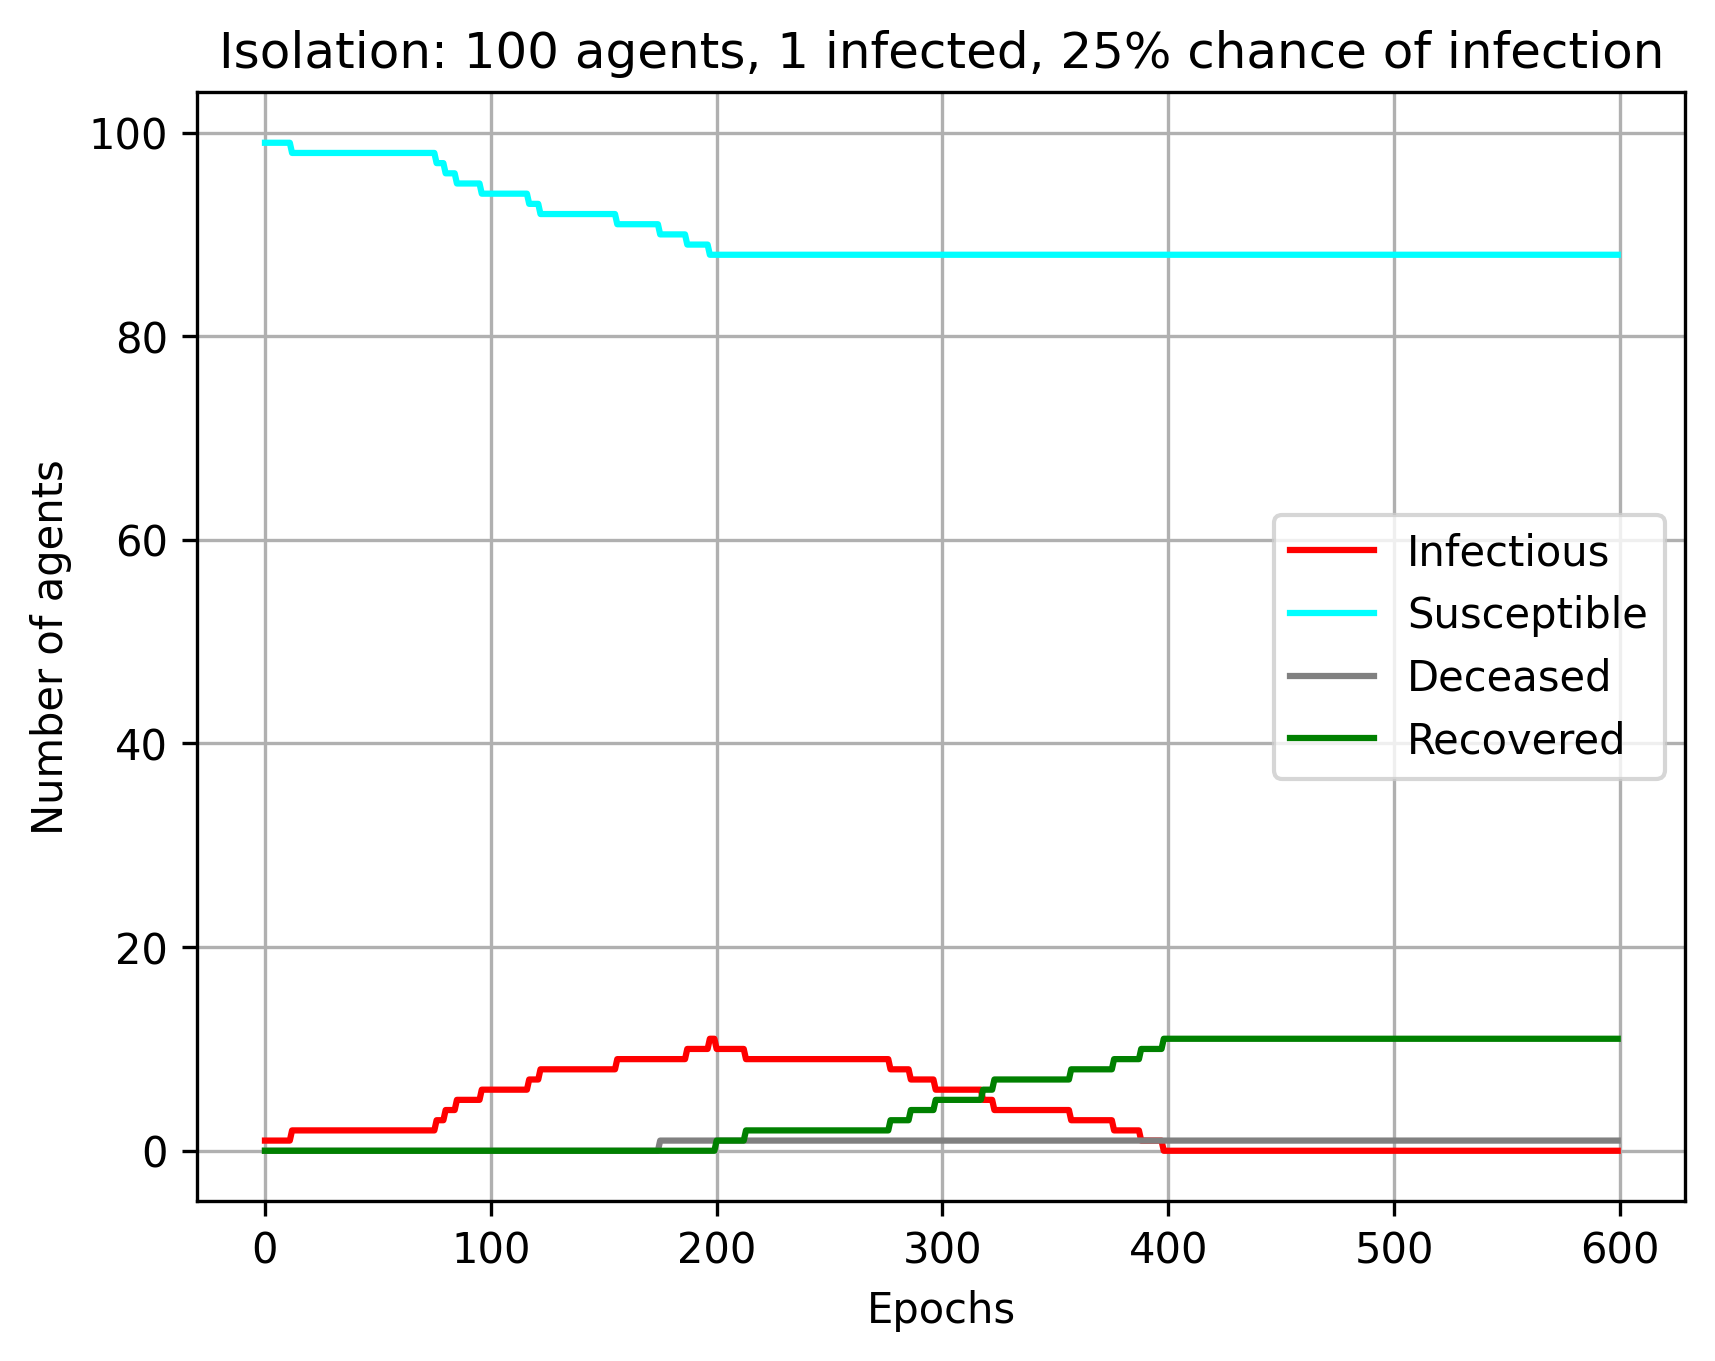 Isolation: 100 agents, 1 infected, 25% chance of infection
100
80
60
40
20
0
Number of agents
Infectious
Susceptible
Deceased
Recovered
0 100 200 300 400 500 600
Epochs